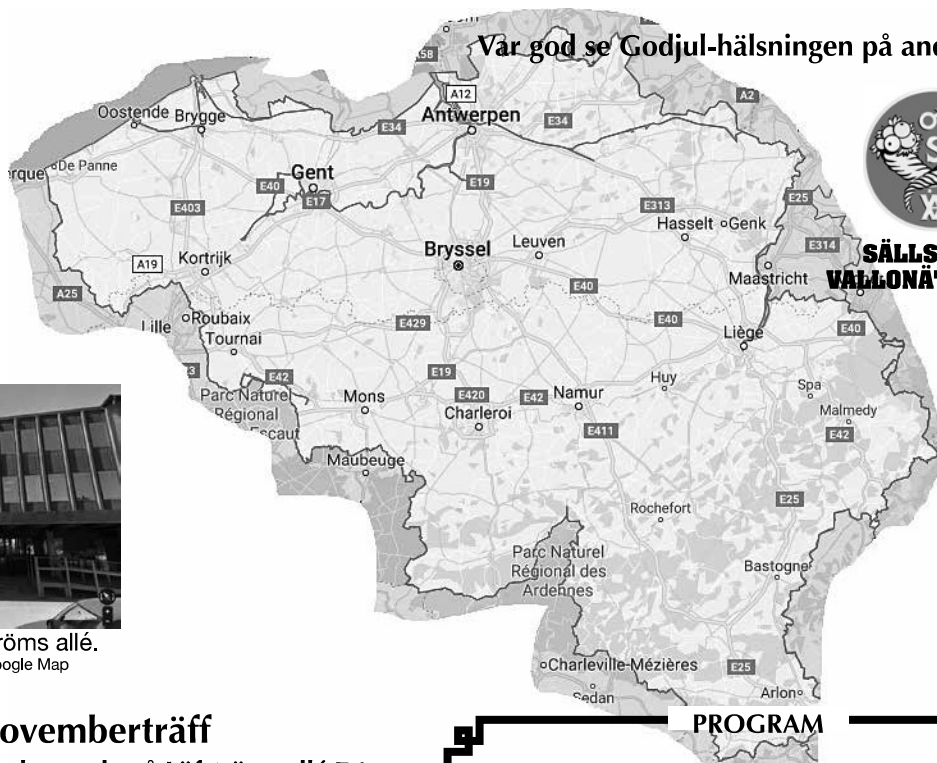 Var god se Godjul-hälsningen på
A58
A12
A2
Oostende
Brygge
Antwerpen
E34
E34
De Panne
Gent
E40
E17
E19
E25
E403
E313
Hasselt
Genk
E314
Bryssel
Leuven
SÄLLS
A19
Kortrijk
Maastricht
VALLONÄ
A25
E40
Lille
Roubaix
E429
E40
E40
Tournai
Liège
E42
E19
Huy
Spa
Parc Naturel
Régional
Escaut
Mons
E420
E42
Namur
Malmedy
Charleroi
E411
E42
Maubeuge
E25
Rochefort
Parc Naturel
Régional des
Ardennes
Bastogne
röms allé.
oogle Map
Charleville-Mézières
E25
Sedan
Arlon
ovemberträff
PROGRAM